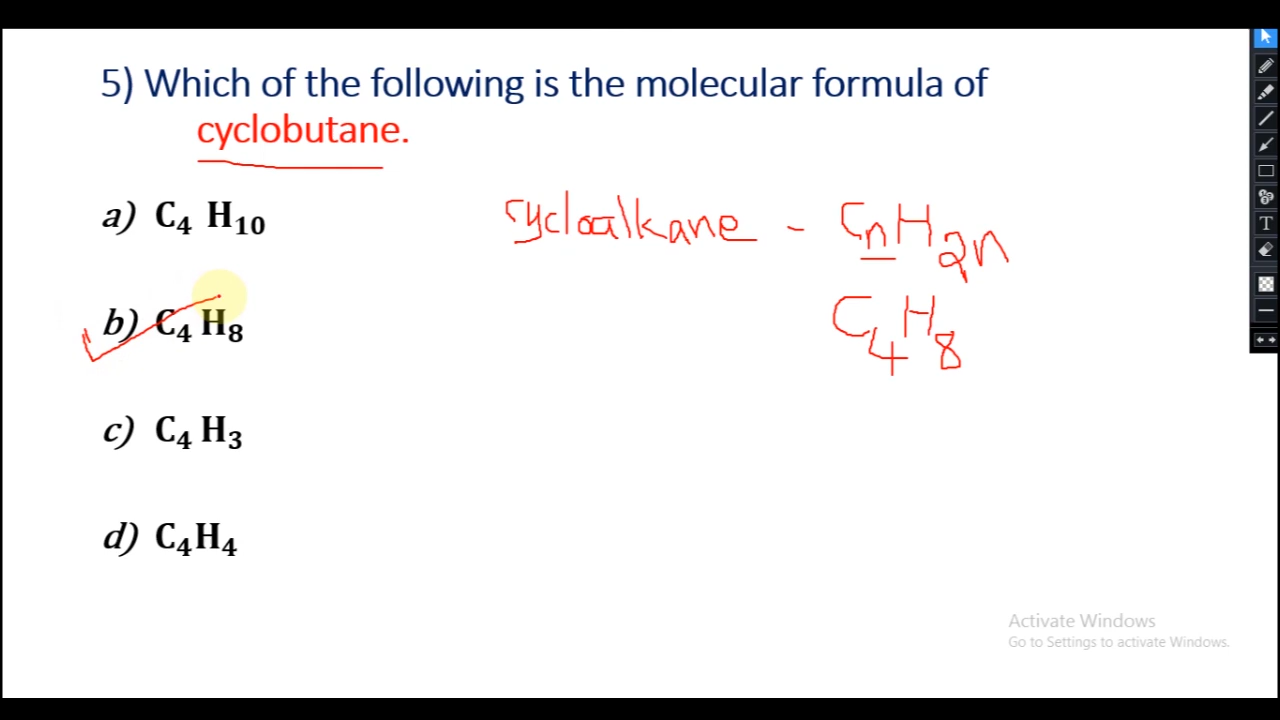 5) Which of the following is the molecular formula of
cyclobutane.
a) C₄ H₁₀
cycloalkane - CnH2n
b) C₄ H₈
C₄H₈
c) C₄ H₃
d) C₄H₄
T
Activate Windows
Go to Settings to activate Windows.